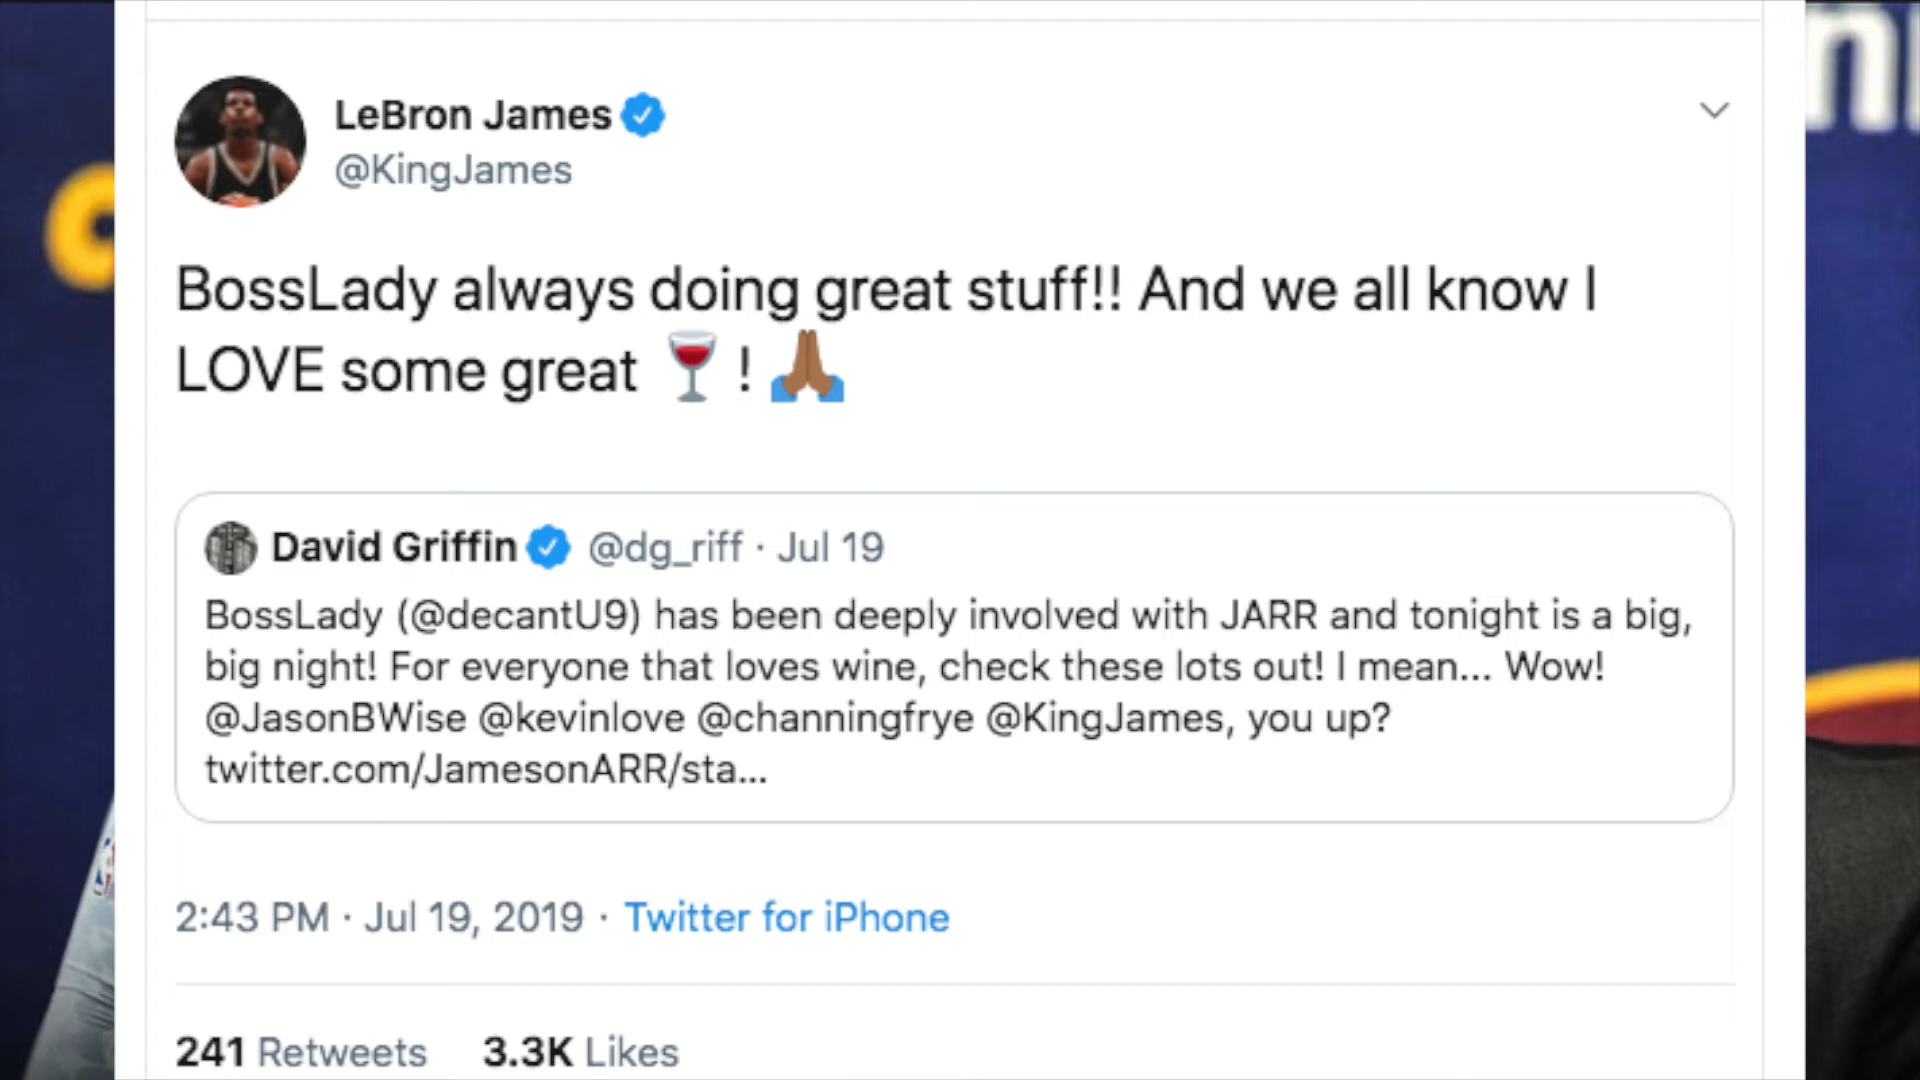 LeBron James
@KingJames
BossLady always doing great stuff!! And we all know I
LOVE some great 🍷 ! 🙏🏾
David Griffin @dg_riff · Jul 19
BossLady (@decantU9) has been deeply involved with JARR and tonight is a big,
big night! For everyone that loves wine, check these lots out! I mean... Wow!
@JasonBWise @kevinlove @channingfrye @KingJames, you up?
twitter.com/JamesonARR/sta...
2:43 PM · Jul 19, 2019 · Twitter for iPhone
241 Retweets 3.3K Likes